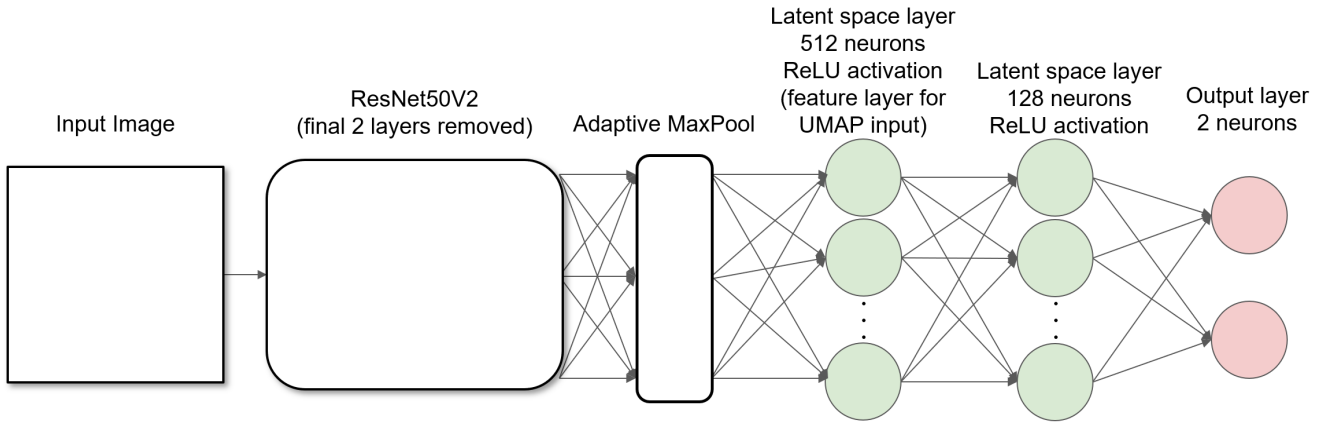 Input Image
ResNet50V2
(final 2 layers removed)
Adaptive MaxPool
Latent space layer
512 neurons
ReLU activation
(feature layer for
UMAP input)
Latent space layer
128 neurons
ReLU activation
Output layer
2 neurons